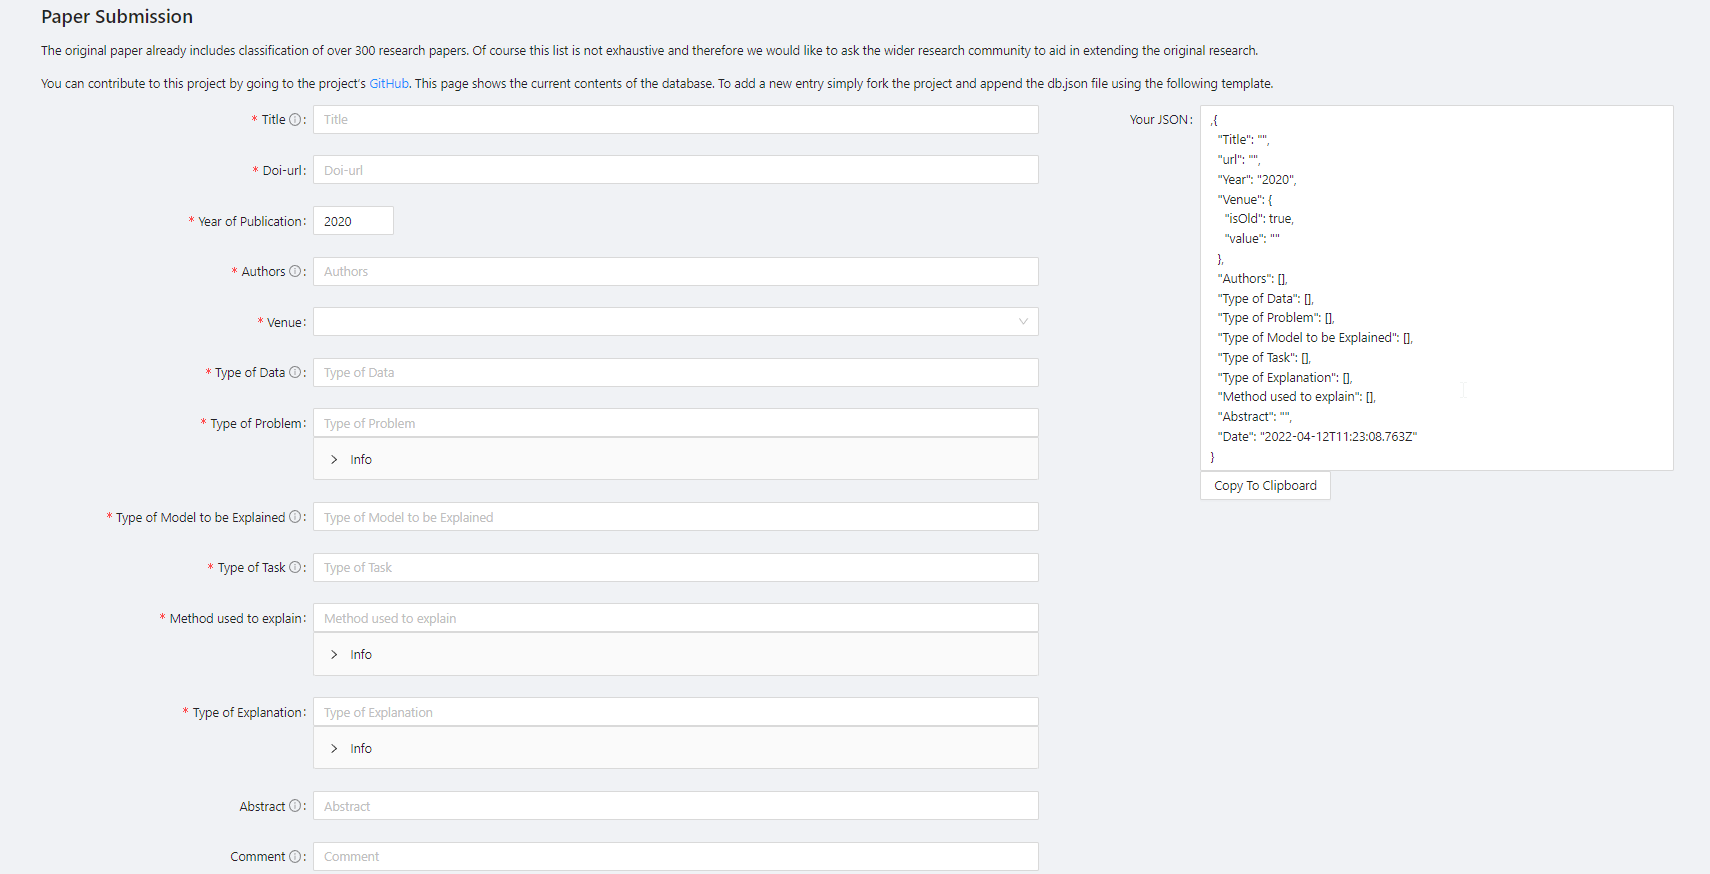 Paper Submission
The original paper already includes classification of over 300 research papers. Of course this list is not exhaustive and therefore we would like to ask the wider research community to aid in extending the original research.
You can contribute to this project by going to the project's GitHub. This page shows the current contents of the database. To add a new entry simply fork the project and append the db.json file using the following template.
* Title : Title
* Doi-url: Doi-url
* Year of Publication: 2020
* Authors : Authors
* Venue:
* Type of Data : Type of Data
* Type of Problem: Type of Problem
Info
* Type of Model to be Explained : Type of Model to be Explained
* Type of Task : Type of Task
* Method used to explain: Method used to explain
Info
* Type of Explanation: Type of Explanation
Info
Abstract : Abstract
Comment : Comment
Your JSON:
,{
"Title": "",
"url": "",
"Year": "2020",
"Venue": {
"isOld": true,
"value": ""
},
"Authors": [],
"Type of Data": [],
"Type of Problem": [],
"Type of Model to be Explained": [],
"Type of Task": [],
"Type of Explanation": [],
"Method used to explain": [],
"Abstract": "",
"Date": "2022-04-12T11:23:08.763Z"
}
Copy To Clipboard